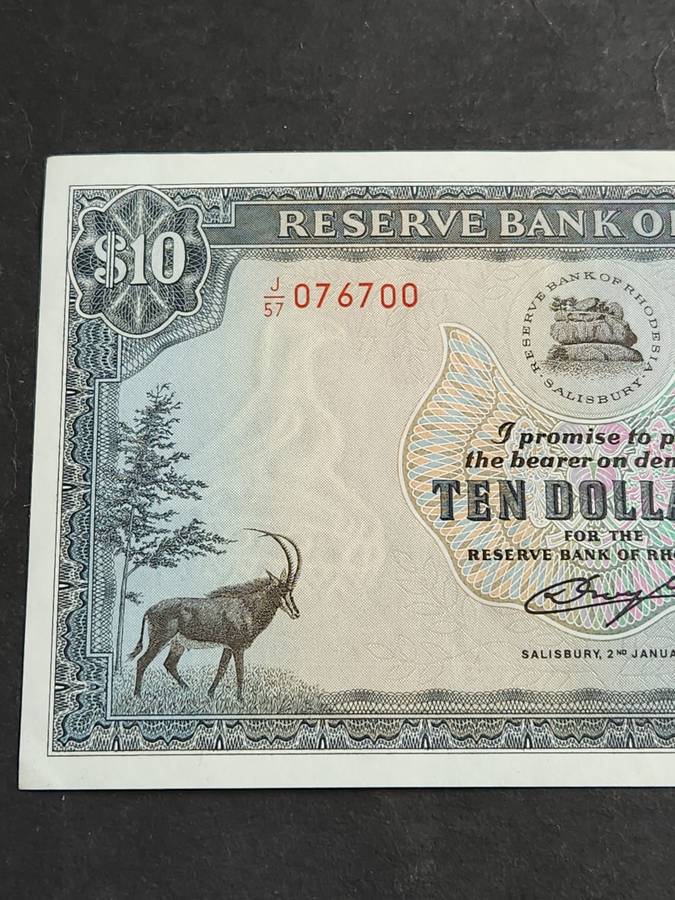 RESERVE BANK O
$10
J/57 076700
RESERVE BANK OF RHODESIA
· SALISBURY ·
I promise to p
the bearer on dem
TEN DOLLA
FOR THE
RESERVE BANK OF RHO
SALISBURY, 2ND JANUA